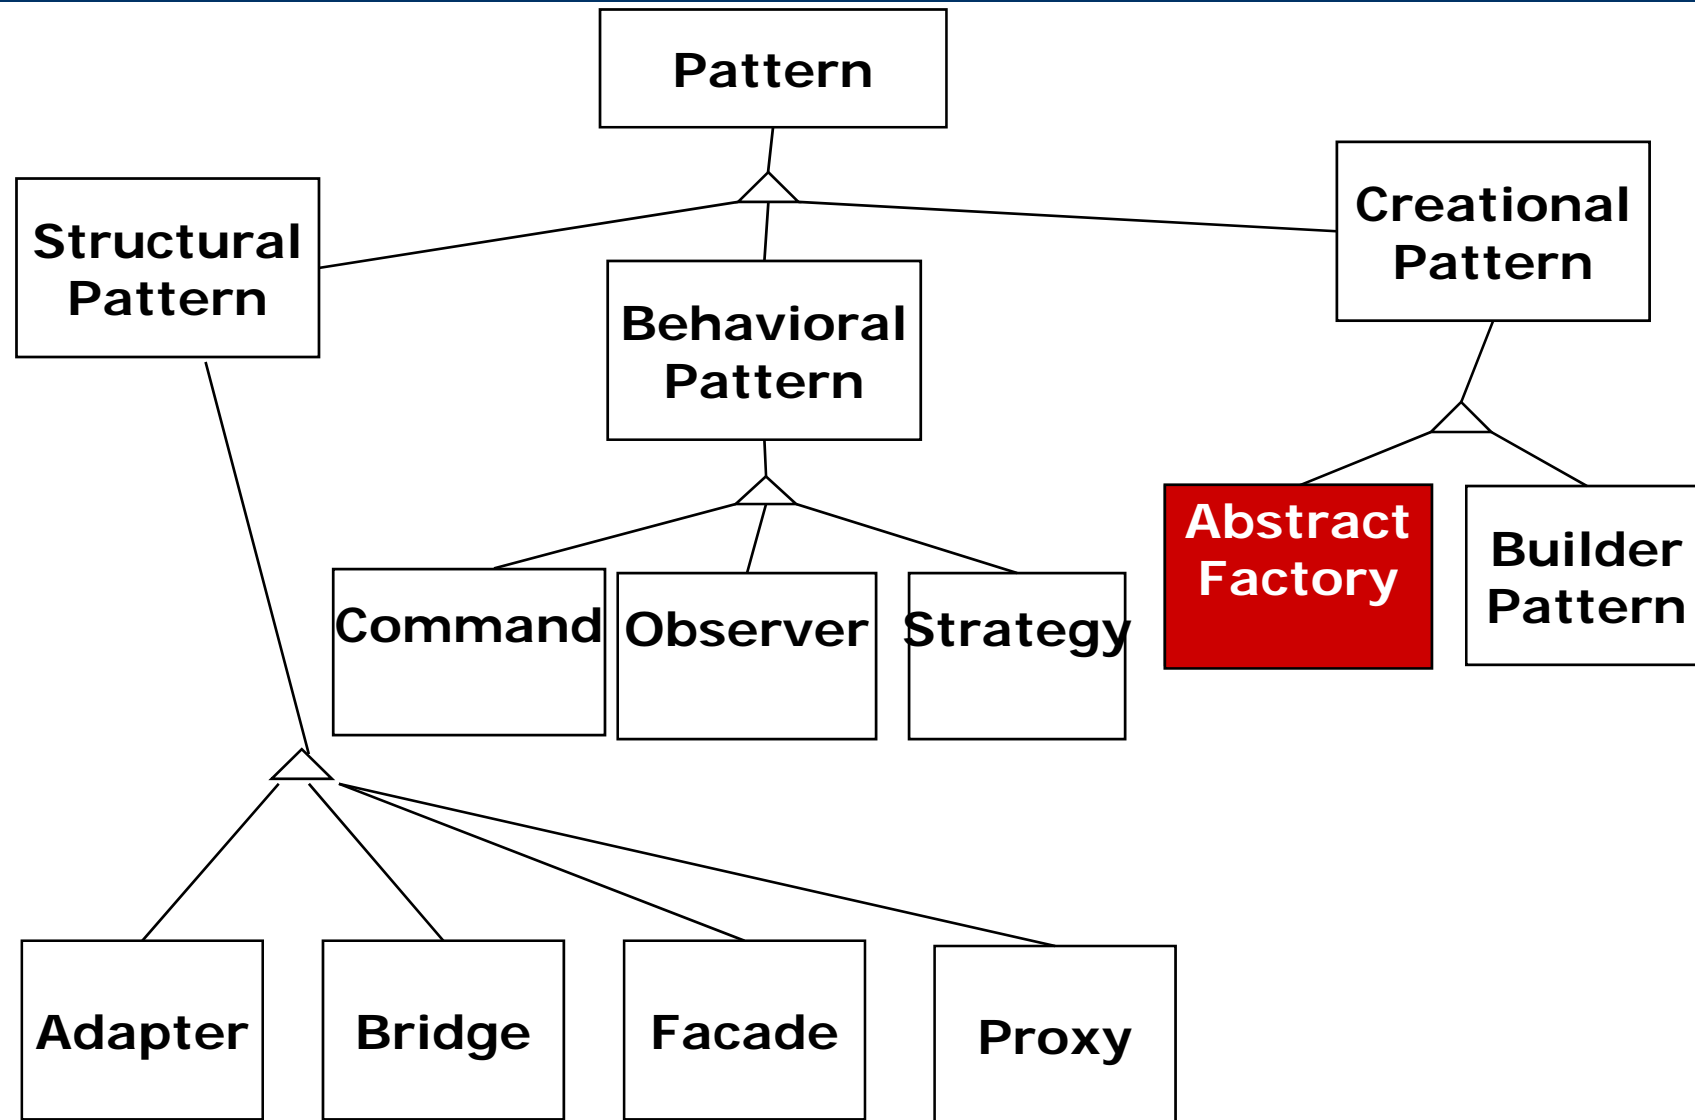 Pattern
Structural
Pattern
Behavioral
Pattern
Creational
Pattern
Command
Observer
Strategy
Abstract
Factory
Builder
Pattern
Adapter
Bridge
Facade
Proxy